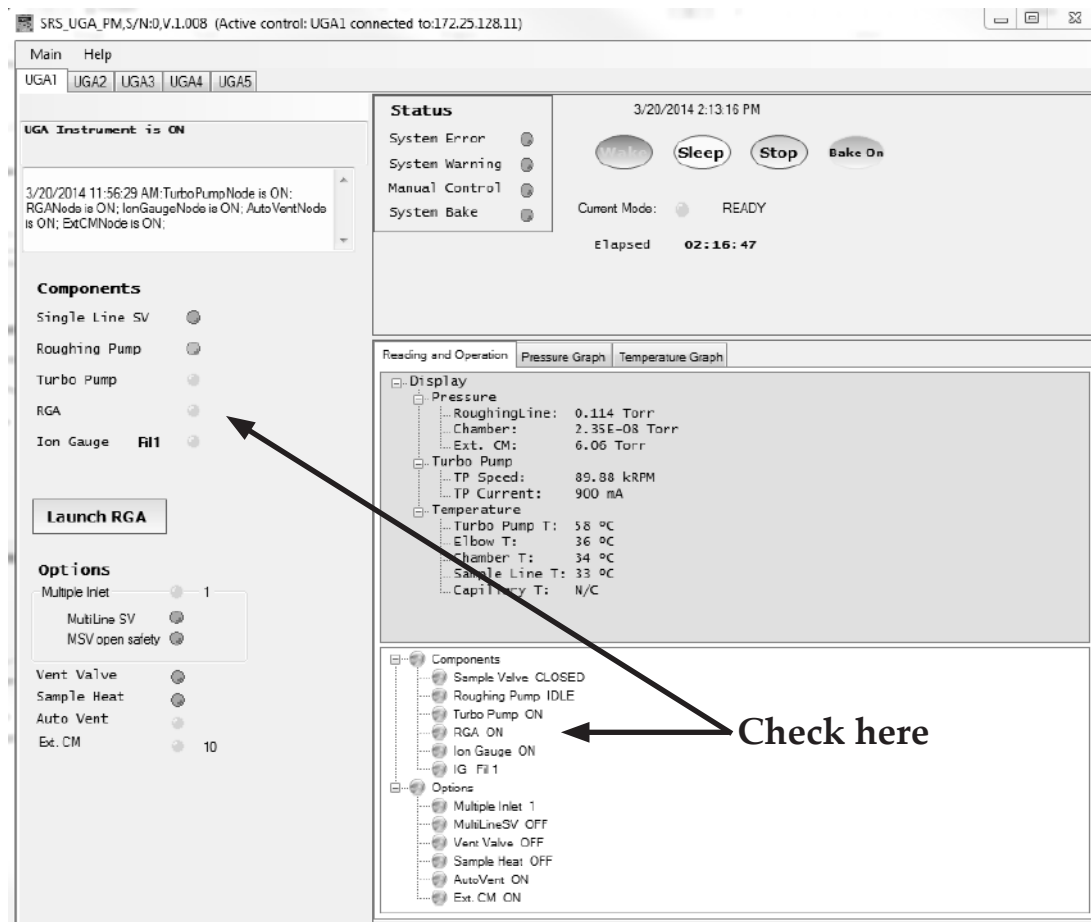 SRS_UGA_PM,S/N:0,V.1.008 (Active control: UGA1 connected to:172.25.128.11)
Main Help
UGA1 UGA2 UGA3 UGA4 UGA5
UGA Instrument is ON
3/20/2014 11:56:29 AM:TurboPumpNode is ON;
RGANode is ON; IonGaugeNode is ON; AutoVentNode
is ON; ExtCMNode is ON;
Components
Single Line SV
Roughing Pump
Turbo Pump
RGA
Ion Gauge Fil1
Launch RGA
Options
Multiple Inlet 1
MultiLine SV
MSV open safety
Vent Valve
Sample Heat
Auto Vent
Ext. CM 10
Status
System Error
System Warning
Manual Control
System Bake
3/20/2014 2:13:16 PM
Wake Sleep Stop Bake On
Current Mode: READY
Elapsed 02:16:47
Reading and Operation Pressure Graph Temperature Graph
Display
Pressure
RoughingLine: 0.114 Torr
Chamber: 2.35E-08 Torr
Ext. CM: 6.06 Torr
Turbo Pump
TP Speed: 89.88 kRPM
TP Current: 900 mA
Temperature
Turbo Pump T: 58 ºC
Elbow T: 36 ºC
Chamber T: 34 ºC
Sample Line T: 33 ºC
Capillary T: N/C
Components
Sample Valve CLOSED
Roughing Pump IDLE
Turbo Pump ON
RGA ON
Ion Gauge ON
IG Fil 1
Options
Multiple Inlet 1
MultiLineSV OFF
Vent Valve OFF
Sample Heat OFF
AutoVent ON
Ext. CM ON
Check here